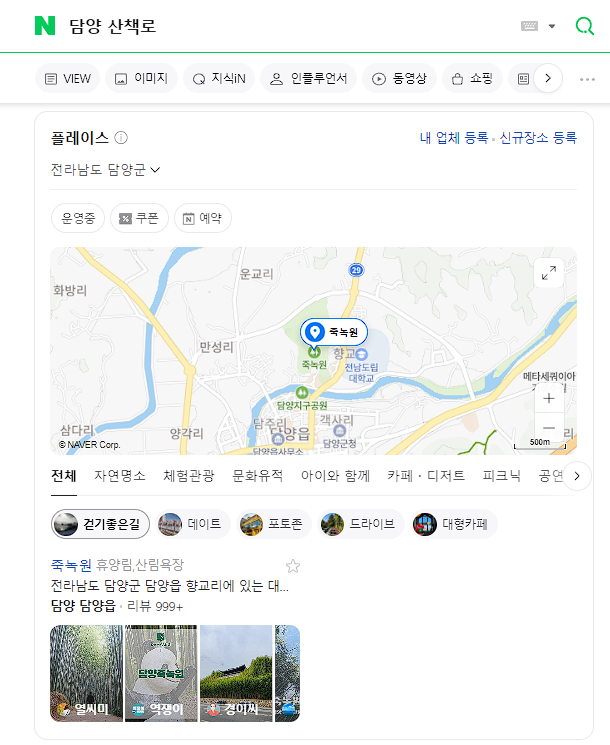 N 담양 산책로
VIEW 이미지 지식iN 인플루언서 동영상 쇼핑
플레이스 내 업체 등록 신규장소 등록
전라남도 담양군
운영중 쿠폰 예약
운교리
29
화방리
죽녹원
만성리
향교
죽녹원
전남도립
대학교
메타세쿼이아
담양지구공원
객사리
삼다리
양각리
담주리
담양읍
담양군청
리
© NAVER Corp.
담양읍사무소
500m
전체 자연명소 체험관광 문화유적 아이와 함께 카페·디저트 피크닉 공연
걷기좋은길 데이트 포토존 드라이브 대형카페
죽녹원 휴양림,산림욕장
전라남도 담양군 담양읍 향교리에 있는 대...
담양 담양읍 · 리뷰 999+
담양죽녹원
열씨미 역쟁이 경이씨